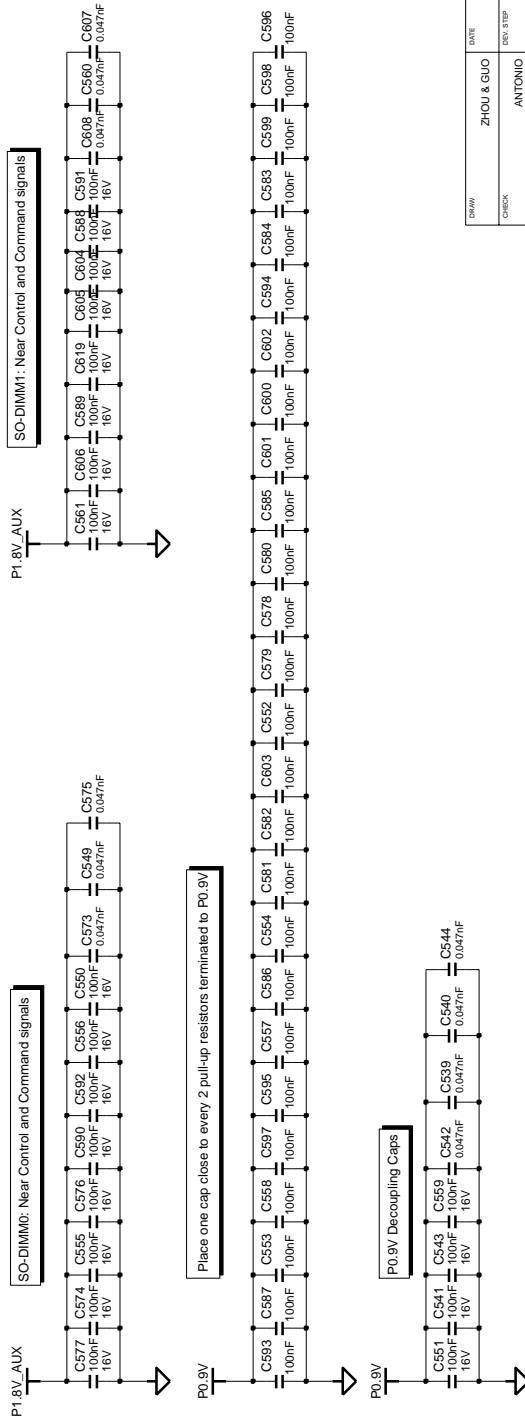 P1.8V_AUX
SO-DIMM0: Near Control and Command signals
C577
100nF
16V
C574
100nF
16V
C555
100nF
16V
C576
100nF
16V
C590
100nF
16V
C592
100nF
16V
C556
100nF
16V
C550
100nF
16V
C573
0.047nF
C549
0.047nF
C575
0.047nF
P1.8V_AUX
SO-DIMM1: Near Control and Command signals
C561
100nF
16V
C606
100nF
16V
C589
100nF
16V
C619
100nF
16V
C605
100nF
16V
C604
100nF
16V
C588
100nF
16V
C591
100nF
16V
C608
0.047nF
C560
0.047nF
C607
0.047nF
P0.9V
Place one cap close to every 2 pull-up resistors terminated to P0.9V
C593
100nF
C587
100nF
C553
100nF
C558
100nF
C597
100nF
C595
100nF
C557
100nF
C586
100nF
C554
100nF
C581
100nF
C582
100nF
C603
100nF
C552
100nF
C579
100nF
C578
100nF
C580
100nF
C585
100nF
C601
100nF
C600
100nF
C602
100nF
C594
100nF
C584
100nF
C583
100nF
C599
100nF
C598
100nF
C596
100nF
P0.9V
P0.9V Decoupling Caps
C551
100nF
16V
C541
100nF
16V
C543
100nF
16V
C559
100nF
16V
C542
0.047nF
C539
0.047nF
C540
0.047nF
C544
0.047nF
DRAW
ZHOU & GUO
DATE
CHECK
ANTONIO
DEV. STEP